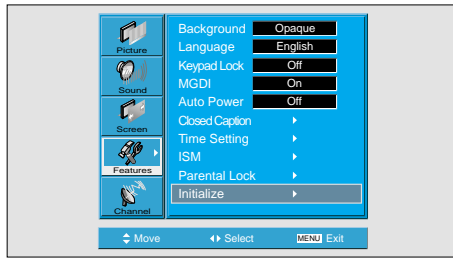 Picture
Sound
Screen
Features
Channel
Background Opaque
Language English
Keypad Lock Off
MGDI On
Auto Power Off
Closed Caption
Time Setting
ISM
Parental Lock
Initialize
Move Select MENU Exit